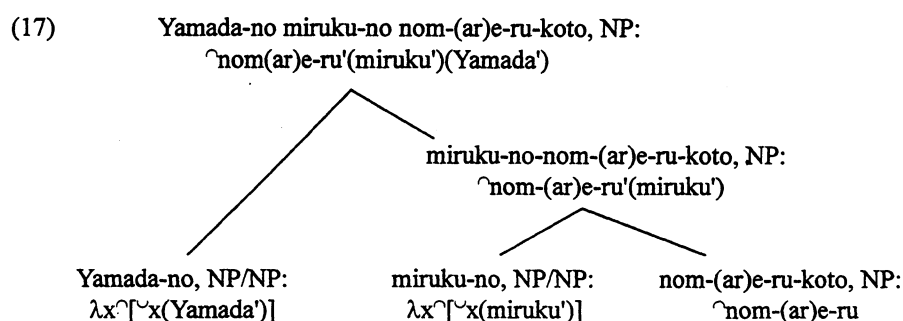 (17) Yamada-no miruku-no nom-(ar)e-ru-koto, NP:
⌒nom(ar)e-ru'(miruku')(Yamada')
miruku-no-nom-(ar)e-ru-koto, NP:
⌒nom-(ar)e-ru'(miruku')
Yamada-no, NP/NP: miruku-no, NP/NP: nom-(ar)e-ru-koto, NP:
λx⌒[⌣x(Yamada')] λx⌒[⌣x(miruku')] ⌒nom-(ar)e-ru